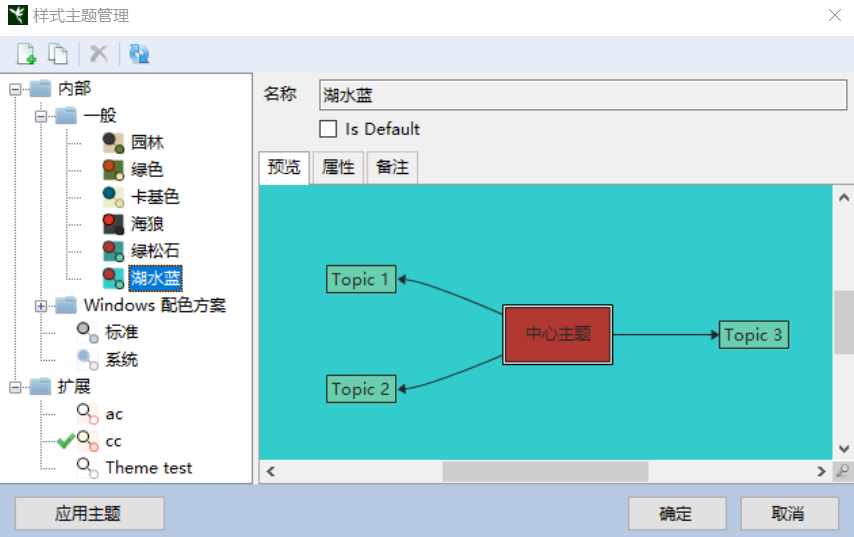 样式主题管理
内部
一般
园林
绿色
卡基色
海狼
绿松石
湖水蓝
Windows 配色方案
标准
系统
扩展
ac
cc
Theme test
名称
湖水蓝
Is Default
预览 属性 备注
Topic 1
中心主题
Topic 3
Topic 2
应用主题 确定 取消